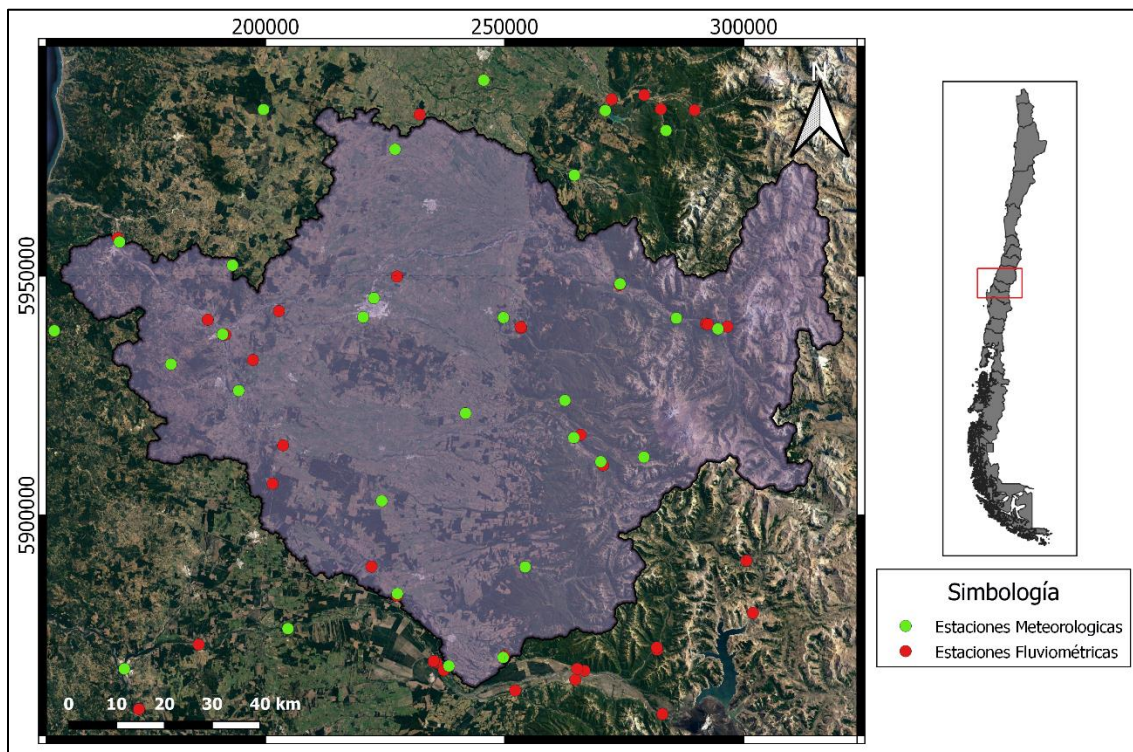 200000 250000 300000
N
5950000
5900000
0 10 20 30 40 km
Simbología
Estaciones Meteorologicas
Estaciones Fluviométricas